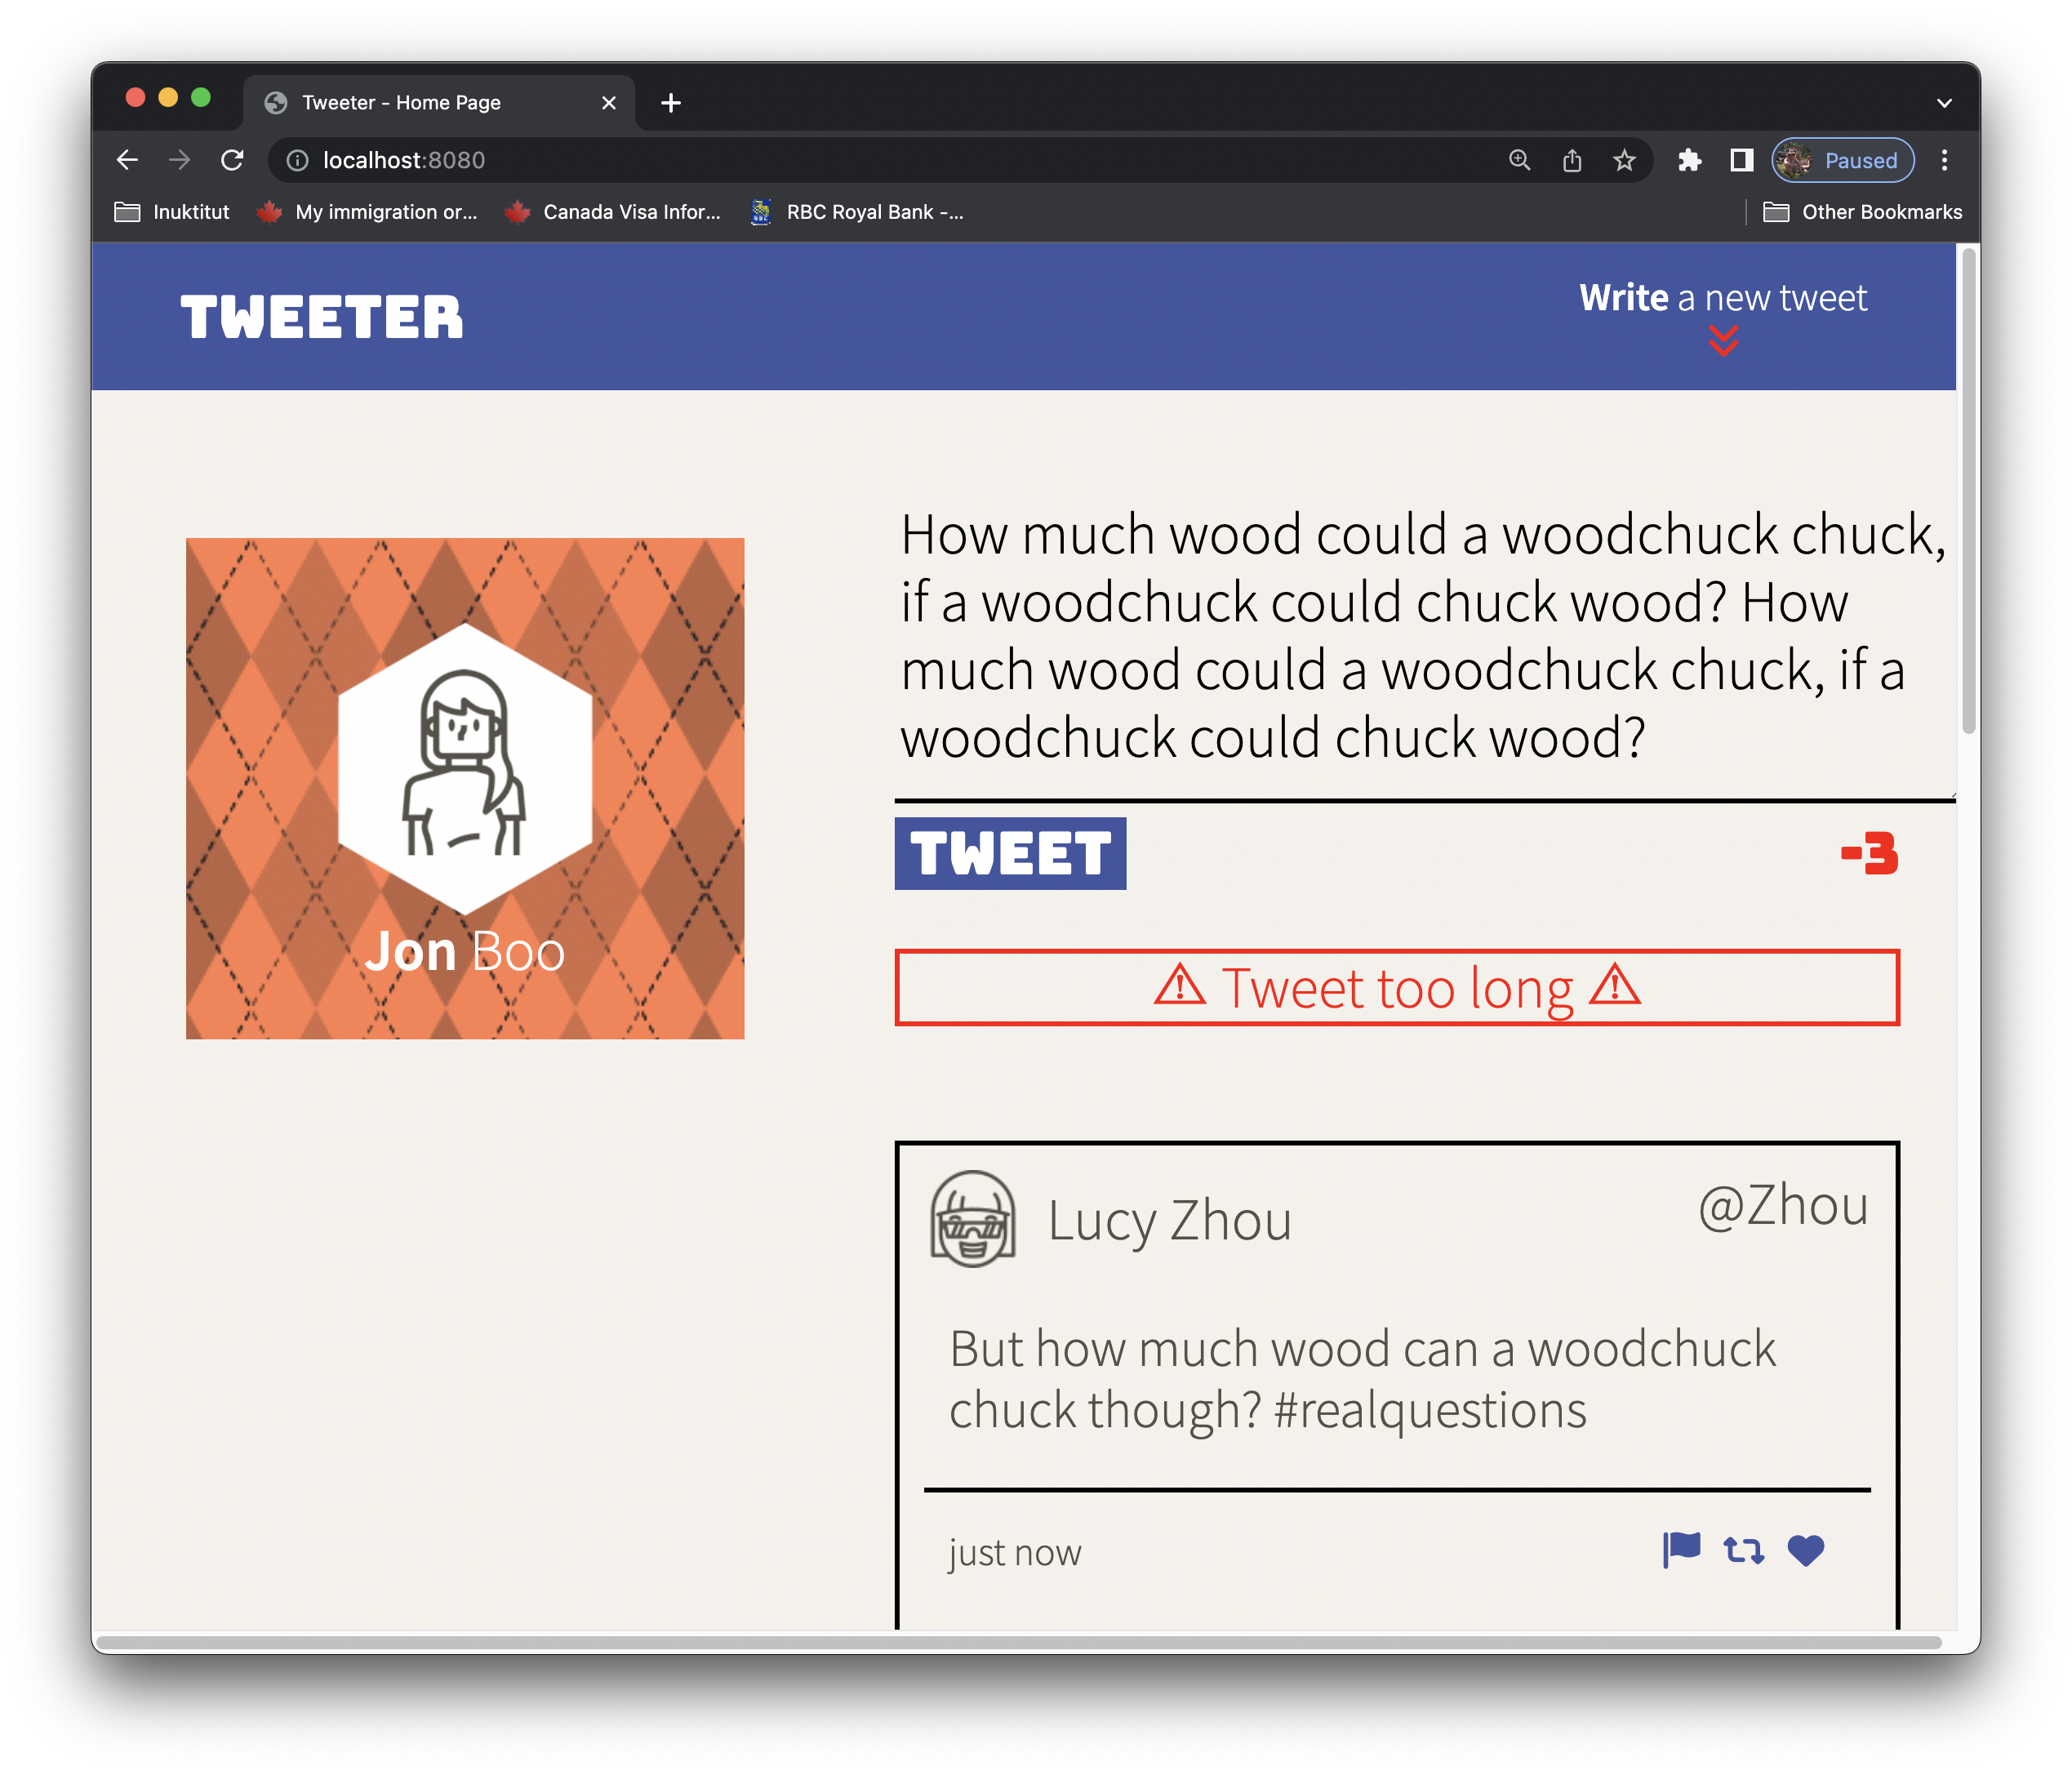 Tweeter - Home Page
localhost:8080
Paused
Inuktitut
My immigration or...
Canada Visa Infor...
RBC Royal Bank -...
Other Bookmarks
TWEETER
Write a new tweet
How much wood could a woodchuck chuck,
if a woodchuck could chuck wood? How
much wood could a woodchuck chuck, if a
woodchuck could chuck wood?
TWEET
-3
Jon Boo
⚠ Tweet too long ⚠
Lucy Zhou
@Zhou
But how much wood can a woodchuck
chuck though? #realquestions
just now